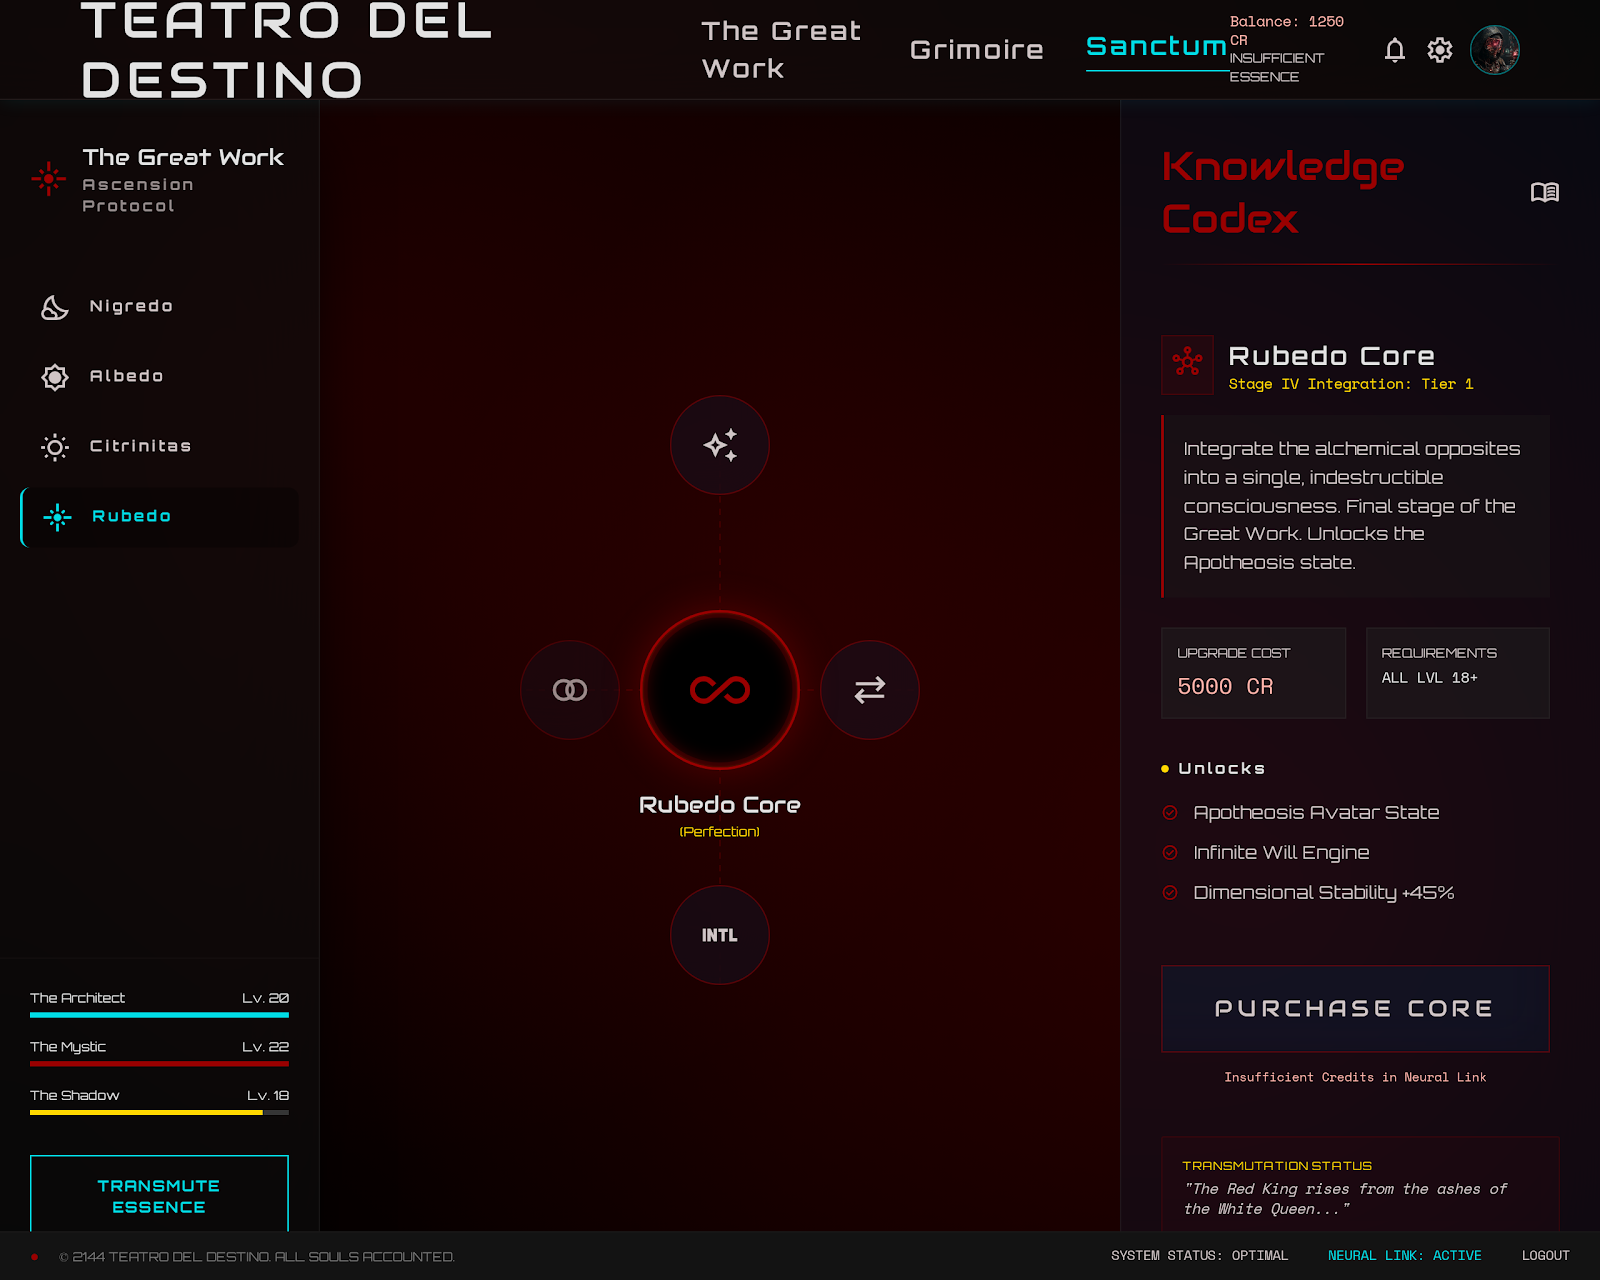 TEATRO DEL
DESTINO
The Great
Work
Grimoire
Sanctum
Balance: 1250
CR
INSUFFICIENT
ESSENCE
The Great Work
Ascension
Protocol
Nigredo
Albedo
Citrinitas
Rubedo
The Architect Lv. 20
The Mystic Lv. 22
The Shadow Lv. 18
TRANSMUTE
ESSENCE
Rubedo Core
(Perfection)
INTL
Knowledge
Codex
Rubedo Core
Stage IV Integration: Tier 1
Integrate the alchemical opposites
into a single, indestructible
consciousness. Final stage of the
Great Work. Unlocks the
Apotheosis state.
UPGRADE COST
5000 CR
REQUIREMENTS
ALL LVL 18+
Unlocks
Apotheosis Avatar State
Infinite Will Engine
Dimensional Stability +45%
PURCHASE CORE
Insufficient Credits in Neural Link
TRANSMUTATION STATUS
"The Red King rises from the ashes of
the White Queen..."
© 2144 TEATRO DEL DESTINO. ALL SOULS ACCOUNTED.
SYSTEM STATUS: OPTIMAL
NEURAL LINK: ACTIVE
LOGOUT